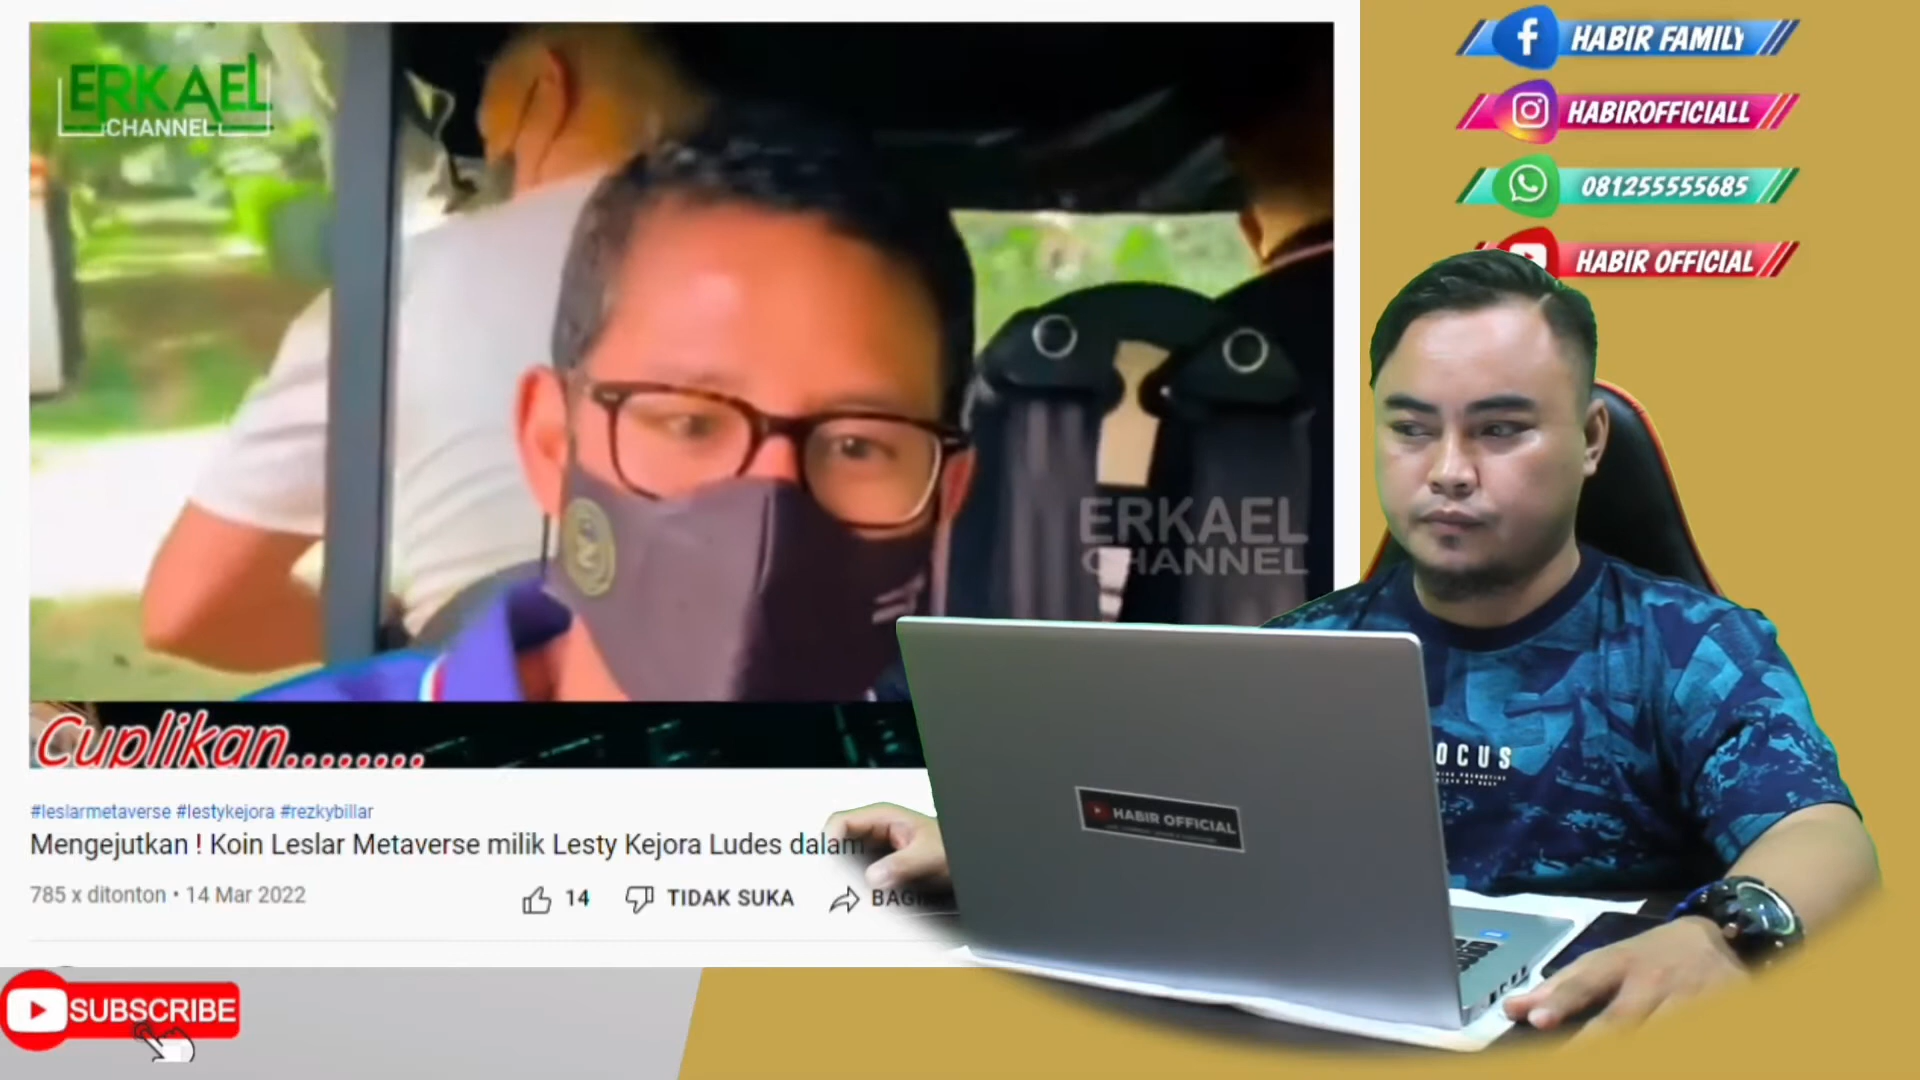 ERKAEL
CHANNEL
ERKAEL
CHANNEL
Cuplikan........
#leslarmetaverse #lestykejora #rezkybillar
Mengejutkan ! Koin Leslar Metaverse milik Lesty Kejora Ludes dalam
785 x ditonton • 14 Mar 2022
14
TIDAK SUKA
SUBSCRIBE
HABIR FAMILY
HABIROFFICIALL
081255555685
HABIR OFFICIAL
OCUS
HABIR OFFICIAL